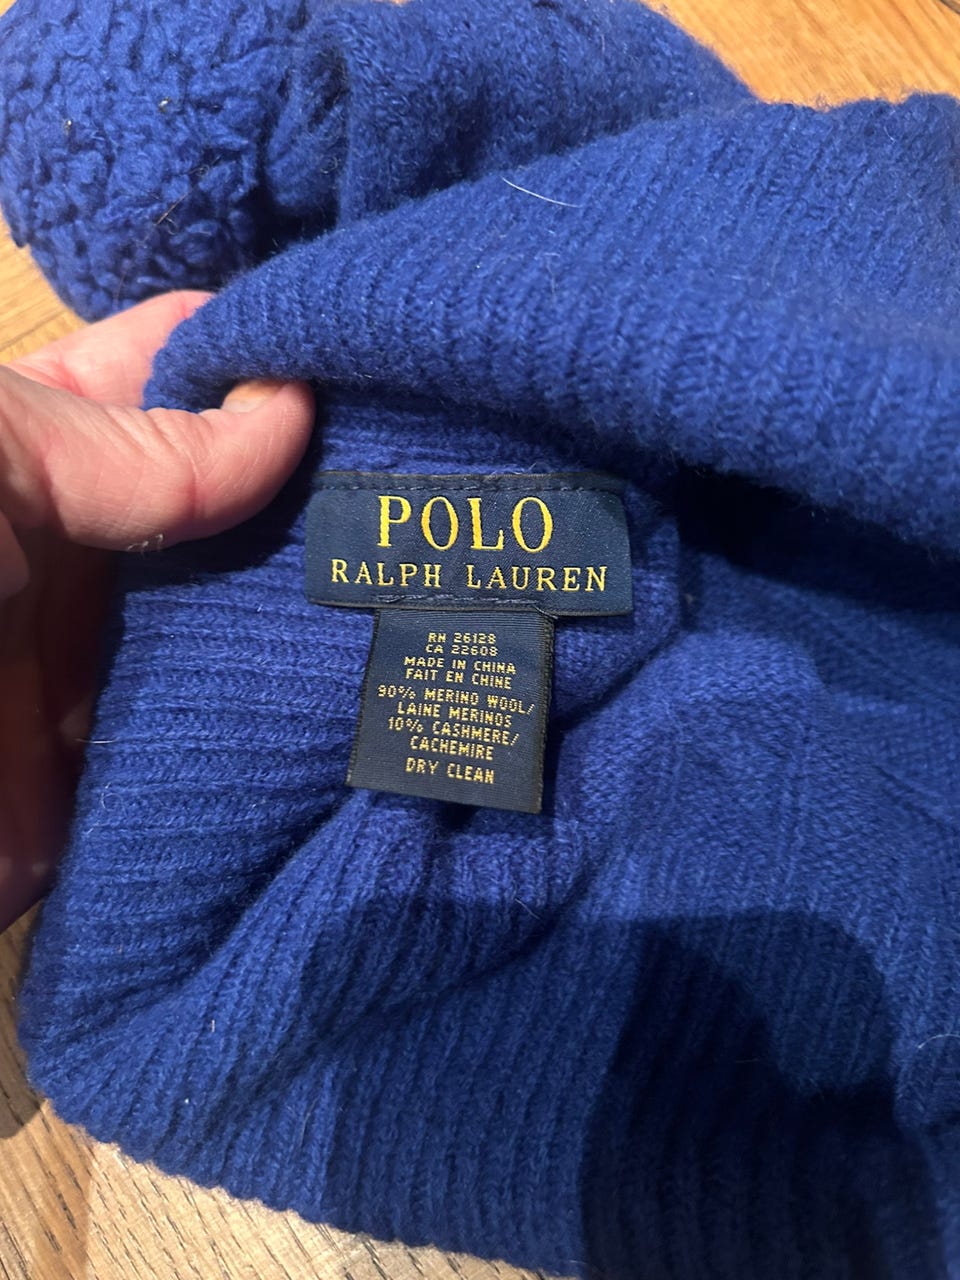 POLO
RALPH LAUREN
RN 26128
CA 22608
MADE IN CHINA
FAIT EN CHINE
90% MERINO WOOL/
LAINE MERINOS
10% CASHMERE/
CACHEMIRE
DRY CLEAN